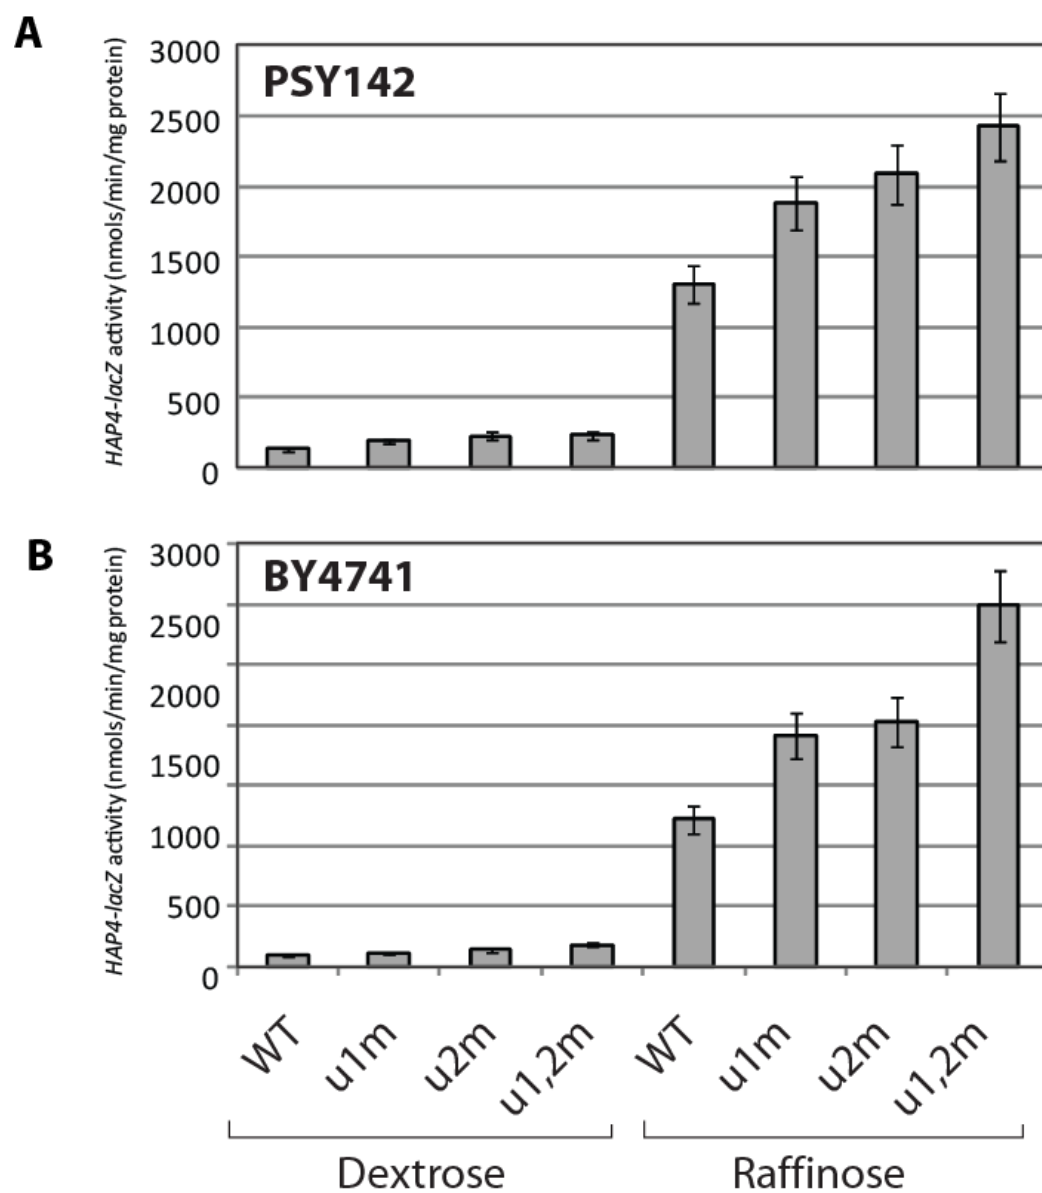 A
PSY142
HAP4-lacZ activity (nmols/min/mg protein)
3000
2500
2000
1500
1000
500
0
B
BY4741
HAP4-lacZ activity (nmols/min/mg protein)
3000
2500
2000
1500
1000
500
0
WT u1m u2m u1,2m WT u1m u2m u1,2m
Dextrose Raffinose